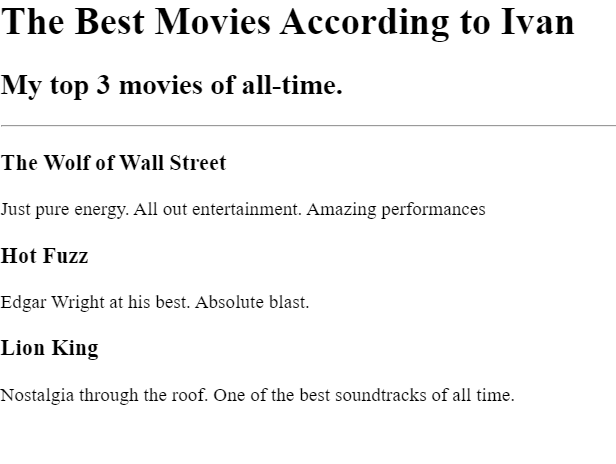 The Best Movies According to Ivan
My top 3 movies of all-time.
The Wolf of Wall Street
Just pure energy. All out entertainment. Amazing performances
Hot Fuzz
Edgar Wright at his best. Absolute blast.
Lion King
Nostalgia through the roof. One of the best soundtracks of all time.